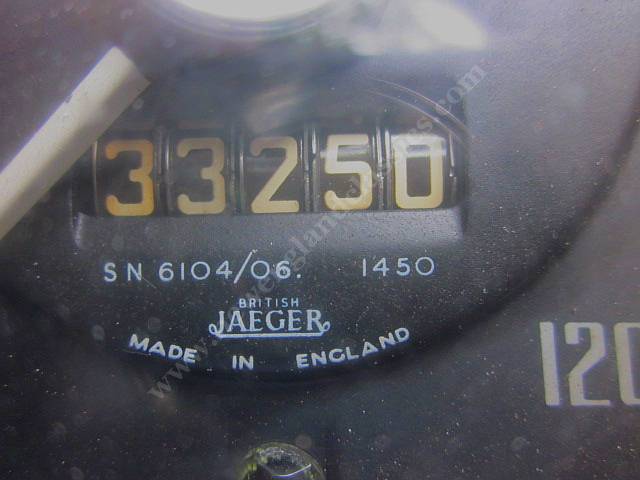 33250
SN 6104/06. 1450
BRITISH
JAEGER
MADE IN ENGLAND
120